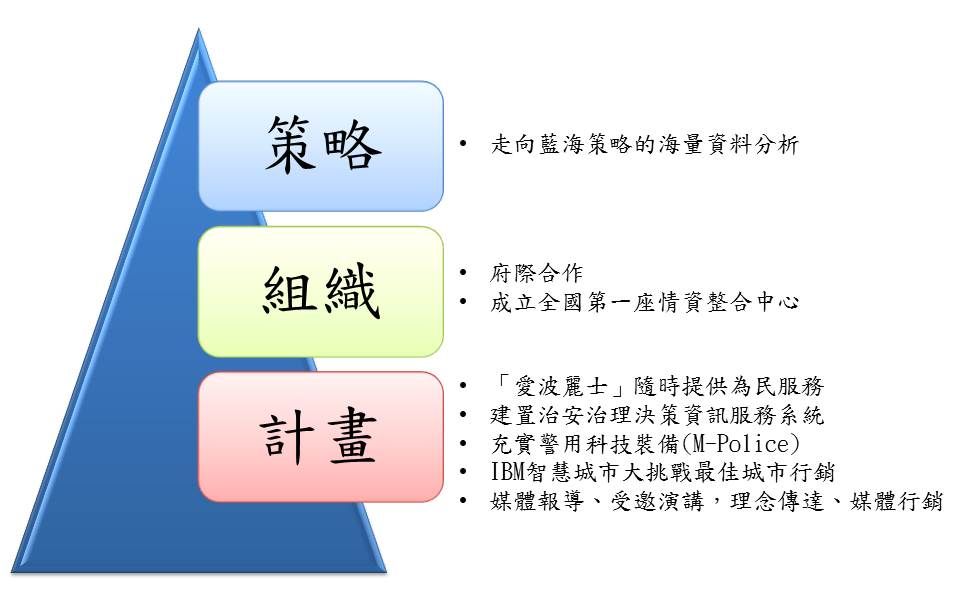 策略
• 走向藍海策略的海量資料分析
組織
• 府際合作
• 成立全國第一座情資整合中心
計畫
• 「愛波麗士」隨時提供為民服務
• 建置治安治理決策資訊服務系統
• 充實警用科技裝備(M-Police)
• IBM智慧城市大挑戰最佳城市行銷
• 媒體報導、受邀演講，理念傳達、媒體行銷